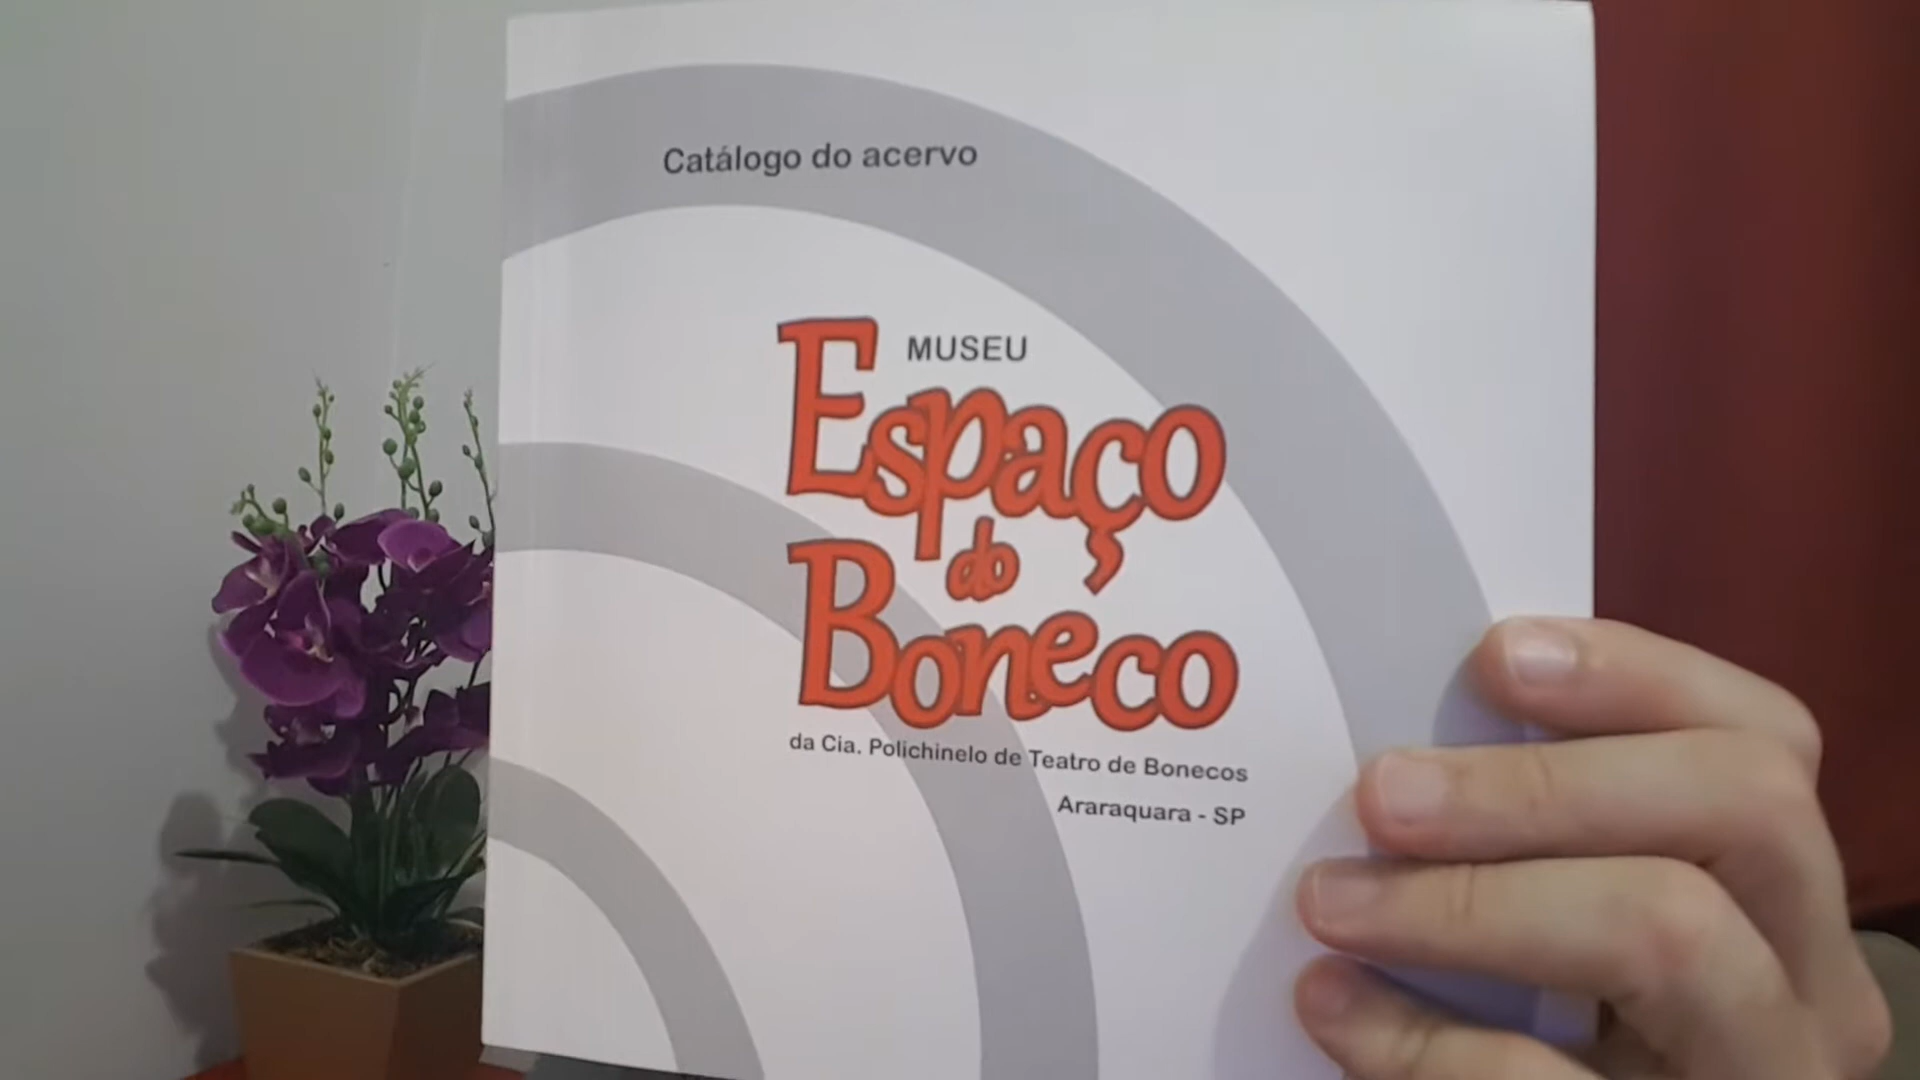 Catálogo do acervo
MUSEU
Espaço
do
Boneco
da Cia. Polichinelo de Teatro de Bonecos
Araraquara - SP